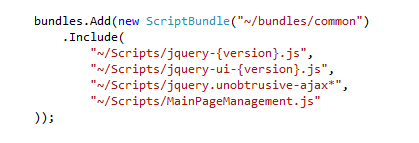 bundles.Add(new ScriptBundle("~/bundles/common")
    .Include(
        "~/Scripts/jquery-{version}.js",
        "~/Scripts/jquery-ui-{version}.js",
        "~/Scripts/jquery.unobtrusive-ajax*",
        "~/Scripts/MainPageManagement.js"
));